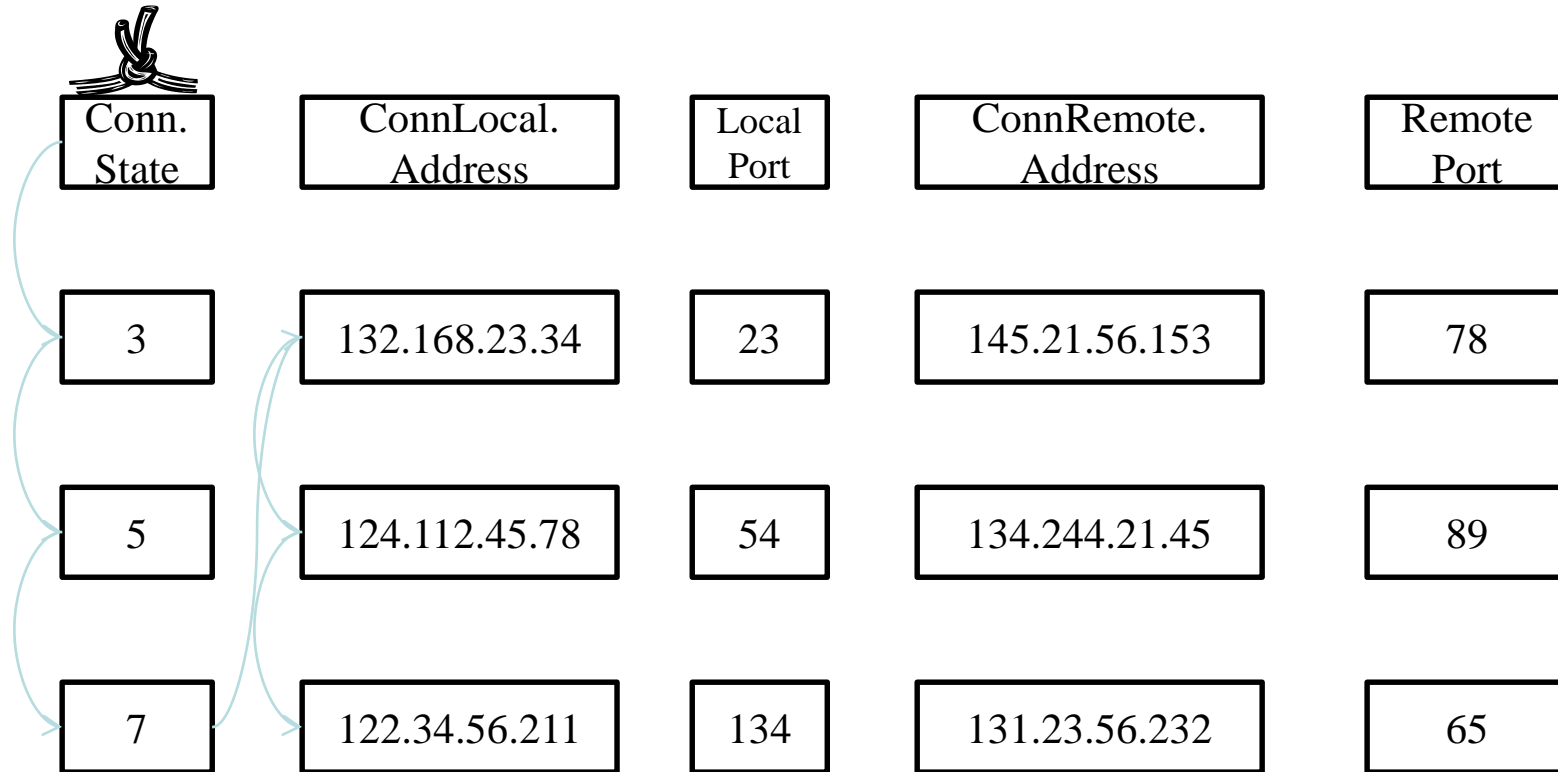 Conn.
State
ConnLocal.
Address
Local
Port
ConnRemote.
Address
Remote
Port
3
132.168.23.34
23
145.21.56.153
78
5
124.112.45.78
54
134.244.21.45
89
7
122.34.56.211
134
131.23.56.232
65